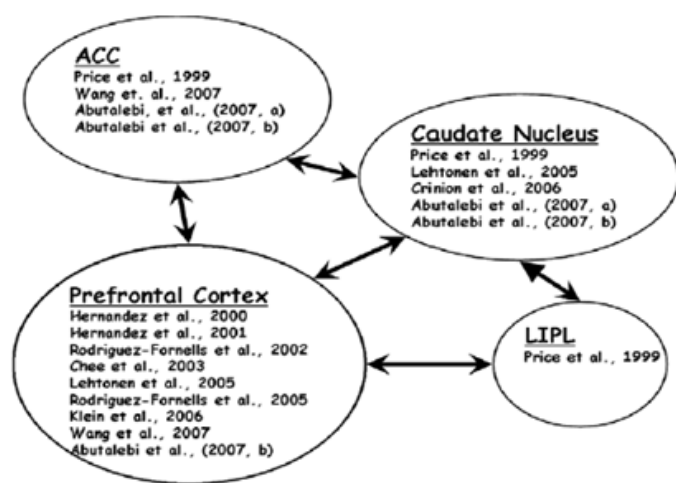 ACC
Price et al., 1999
Wang et. al., 2007
Abutalebi, et al., (2007, a)
Abutalebi et al., (2007, b)
Caudate Nucleus
Price et al., 1999
Lehtonen et al., 2005
Crinion et al., 2006
Abutalebi et al., (2007, a)
Abutalebi et al., (2007, b)
Prefrontal Cortex
Hernandez et al., 2000
Hernandez et al., 2001
Rodriguez-Fornells et al., 2002
Chee et al., 2003
Lehtonen et al., 2005
Rodriguez-Fornells et al., 2005
Klein et al., 2006
Wang et al., 2007
Abutalebi et al., (2007, b)
LIPL
Price et al., 1999